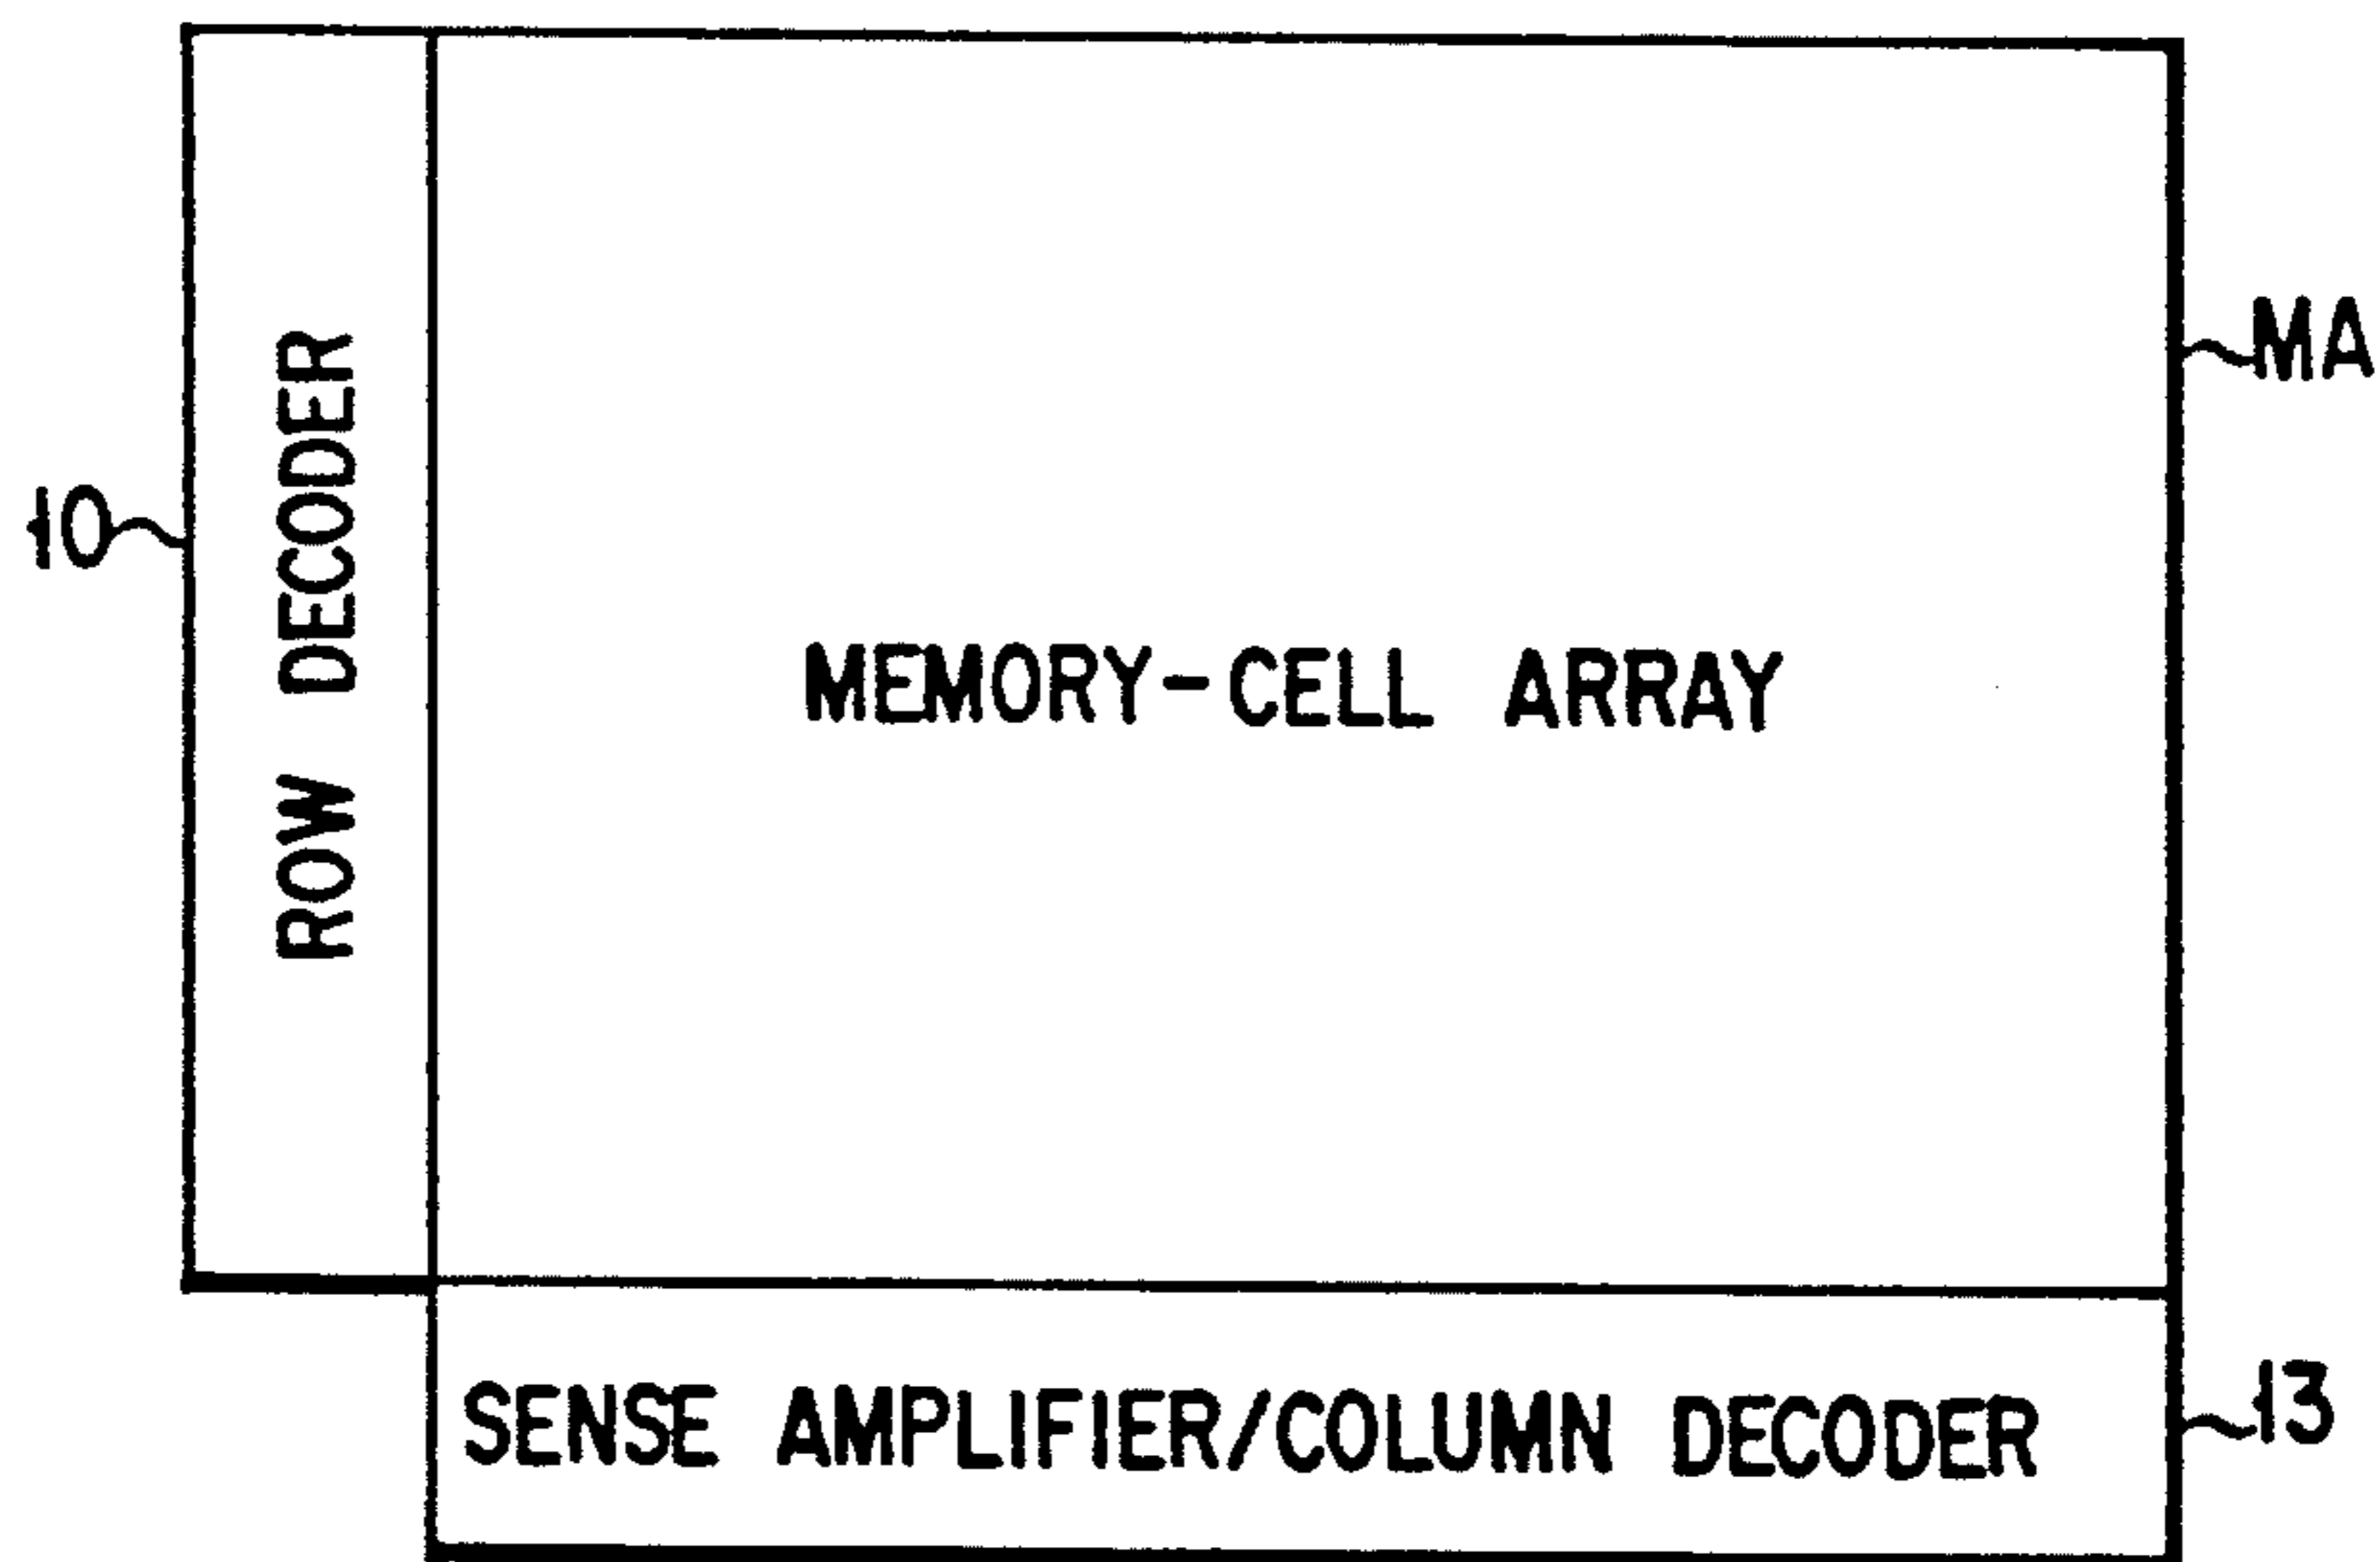 ROW DECODER
10
MEMORY-CELL ARRAY
MA
SENSE AMPLIFIER/COLUMN DECODER
13